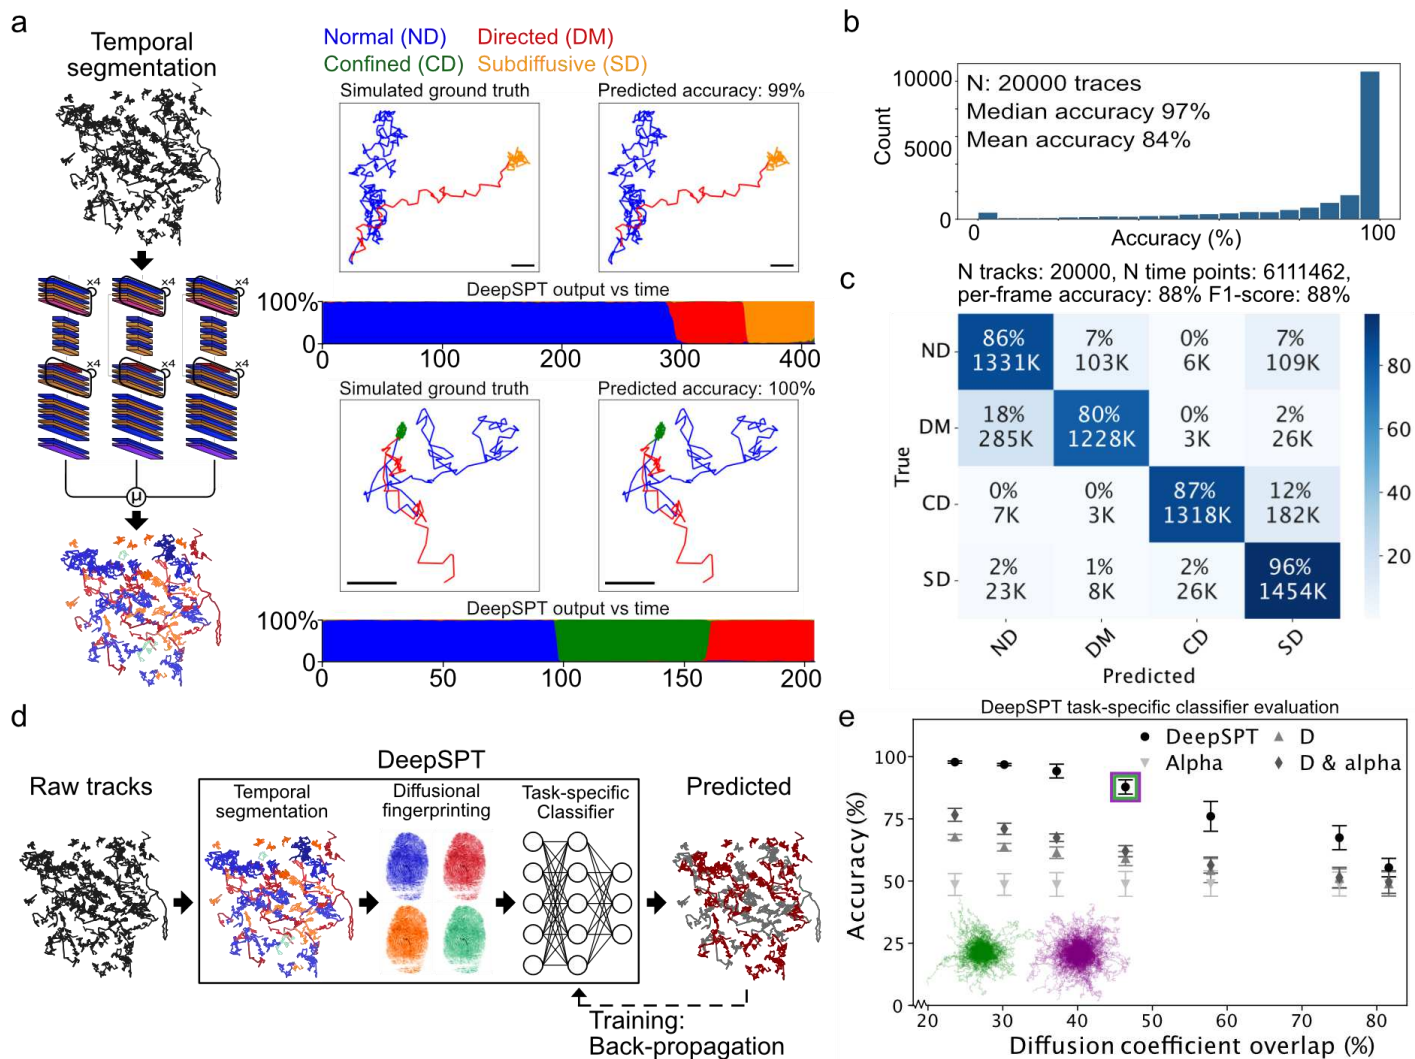 a
Temporal
segmentation
×4
×4
×4
×4
×4
×4
μ
Normal (ND)
Directed (DM)
Confined (CD)
Subdiffusive (SD)
Simulated ground truth
Predicted accuracy: 99%
DeepSPT output vs time
100%
0
0
100
200
300
400
Simulated ground truth
Predicted accuracy: 100%
DeepSPT output vs time
100%
0
0
50
100
150
200
b
N: 20000 traces
Median accuracy 97%
Mean accuracy 84%
Count
10000
5000
0
0
100
Accuracy (%)
c
N tracks: 20000, N time points: 6111462,
per-frame accuracy: 88% F1-score: 88%
True
ND
86%
1331K
7%
103K
0%
6K
7%
109K
DM
18%
285K
80%
1228K
0%
3K
2%
26K
CD
0%
7K
0%
3K
87%
1318K
12%
182K
SD
2%
23K
1%
8K
2%
26K
96%
1454K
ND
DM
CD
SD
Predicted
80
60
40
20
d
Raw tracks
DeepSPT
Temporal
segmentation
Diffusional
fingerprinting
Task-specific
Classifier
Predicted
Training:
Back-propagation
e
DeepSPT task-specific classifier evaluation
DeepSPT
D
Alpha
D & alpha
Accuracy (%)
100
75
50
25
0
20
30
40
50
60
70
80
Diffusion coefficient overlap (%)